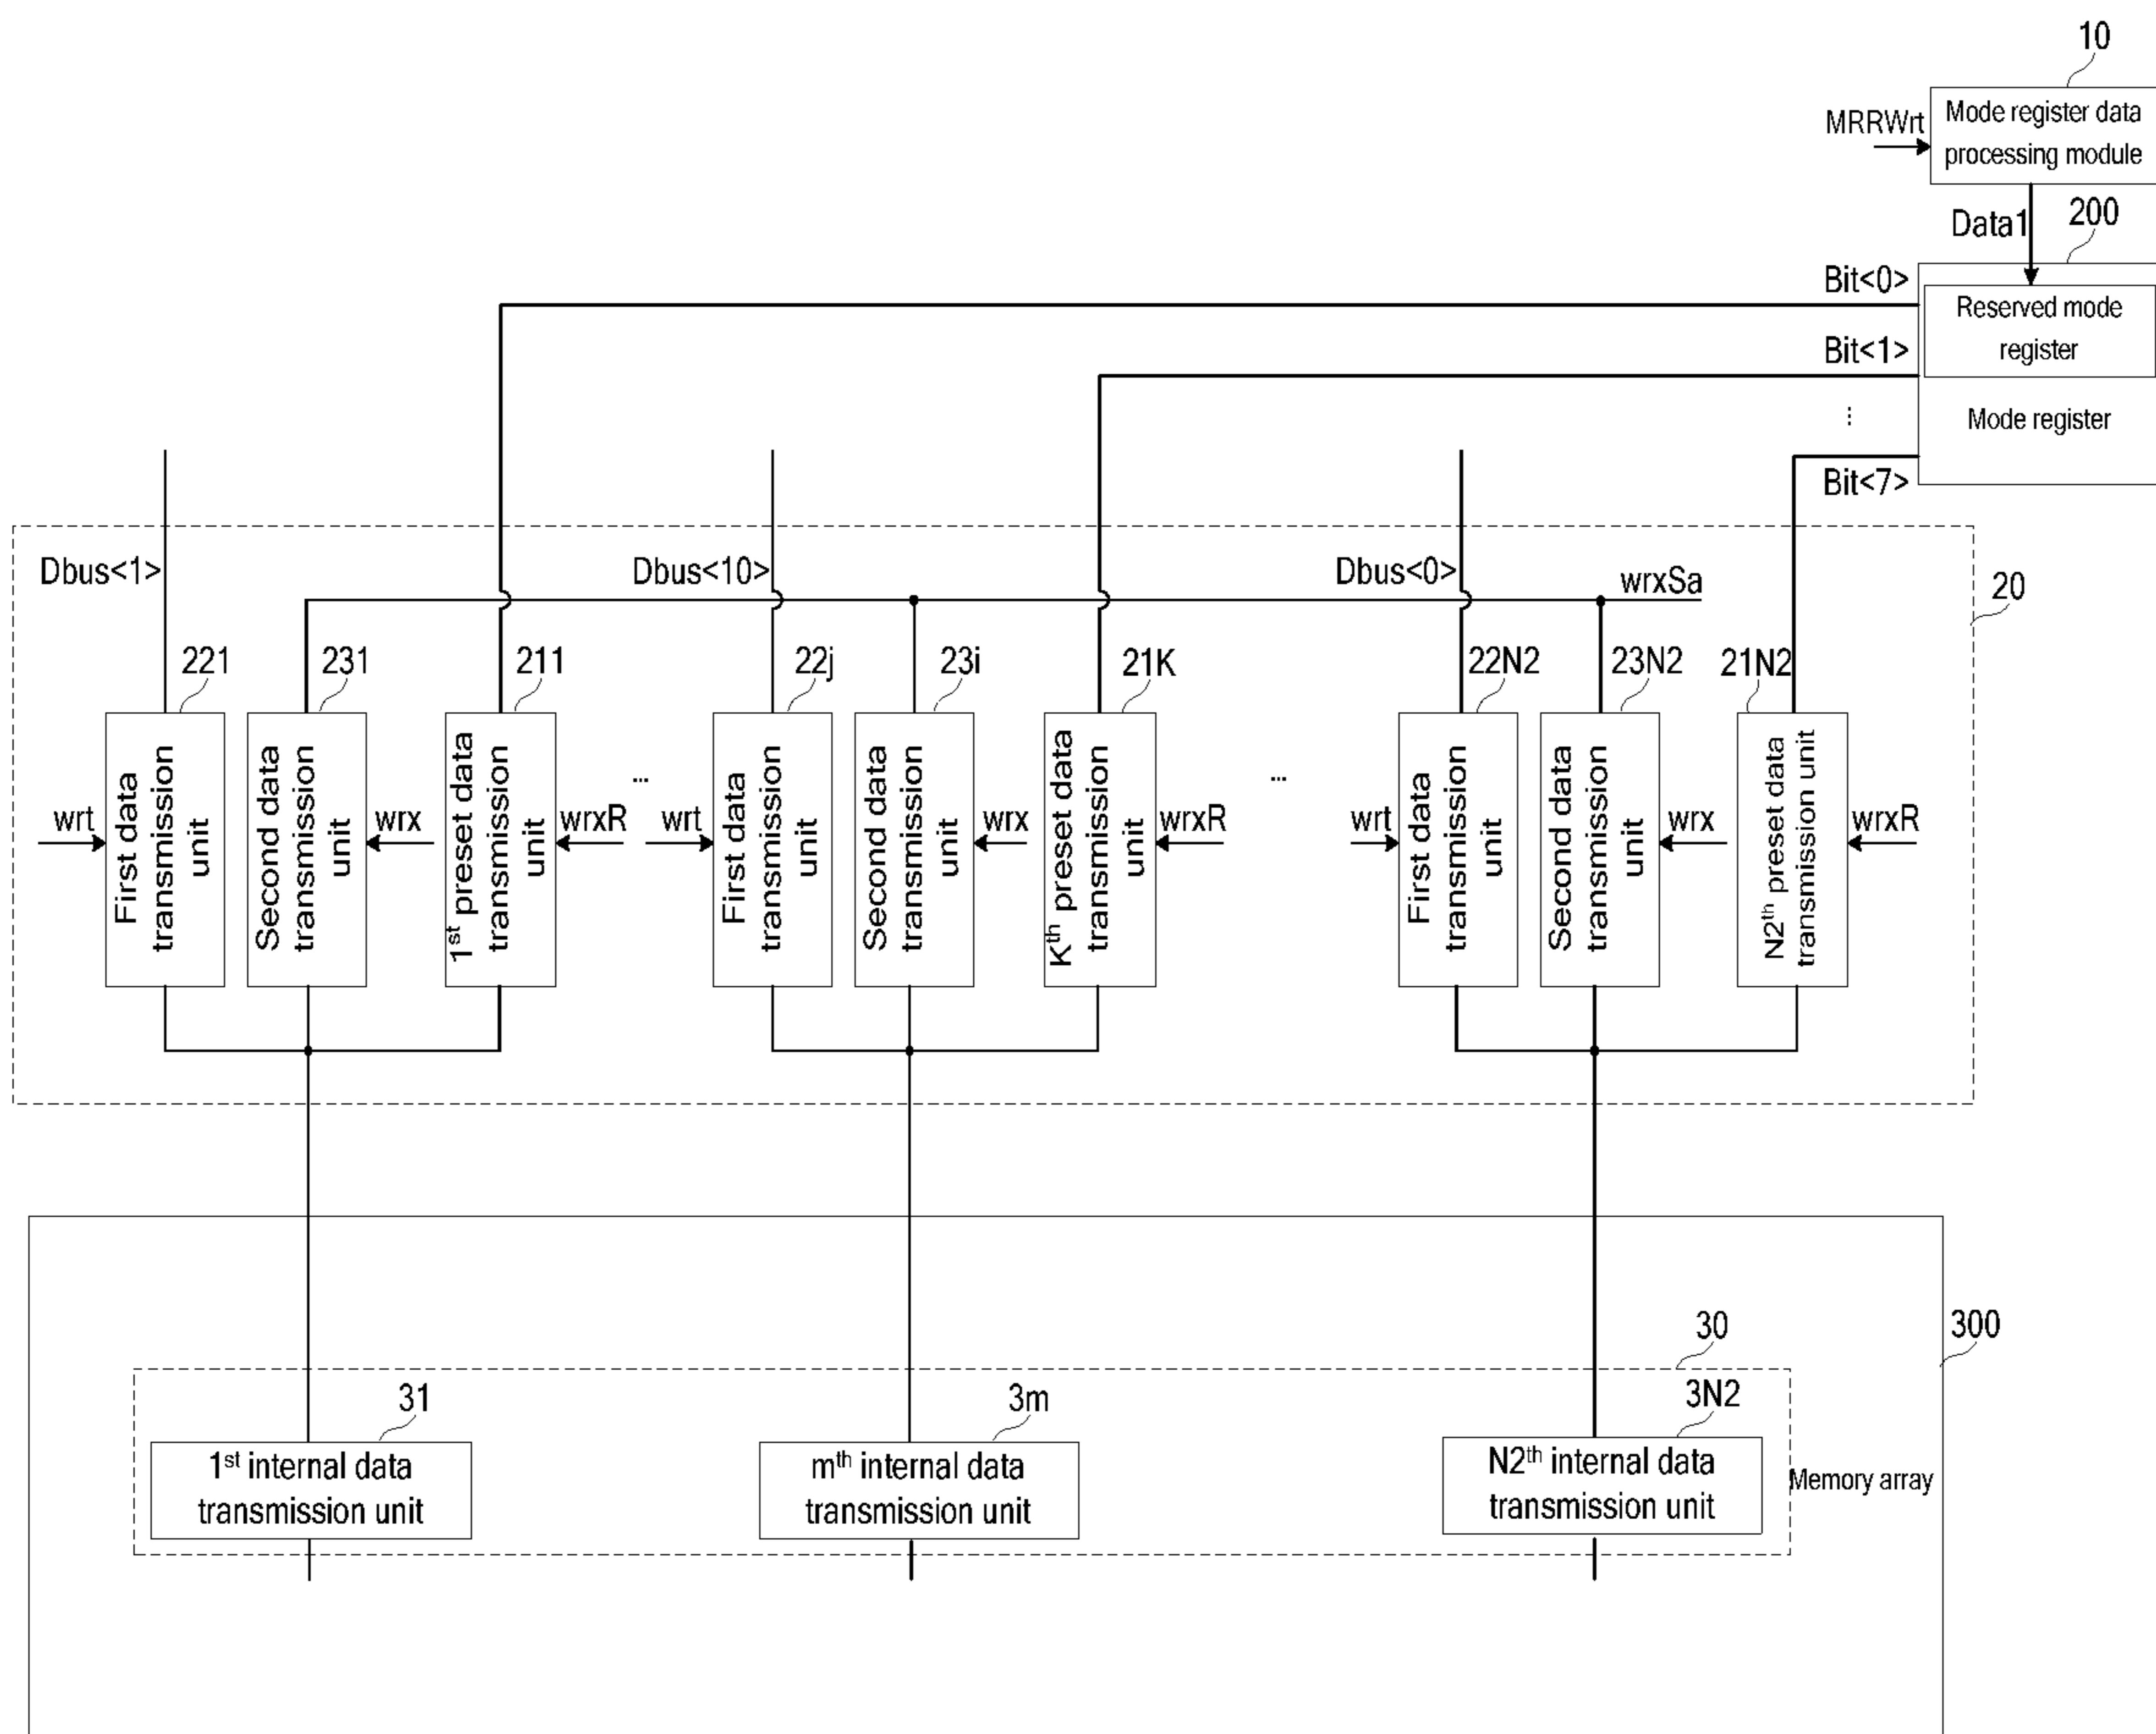 10
MRRWrt
Mode register data
processing module
Data1
200
Bit<0>
Reserved mode
register
Bit<1>
⋮
Mode register
Bit<7>
Dbus<1>
Dbus<10>
Dbus<0>
wrxSa
20
221
231
211
22j
23i
21K
22N2
23N2
21N2
wrt
First data
transmission
unit
Second data
transmission
unit
wrx
1st preset data
transmission
unit
wrxR
...
wrt
First data
transmission
unit
Second data
transmission
unit
wrx
Kth preset data
transmission
unit
wrxR
...
wrt
First data
transmission
unit
Second data
transmission
unit
wrx
N2th preset data
transmission unit
wrxR
300
30
31
3m
3N2
1st internal data
transmission unit
mth internal data
transmission unit
N2th internal data
transmission unit
Memory array